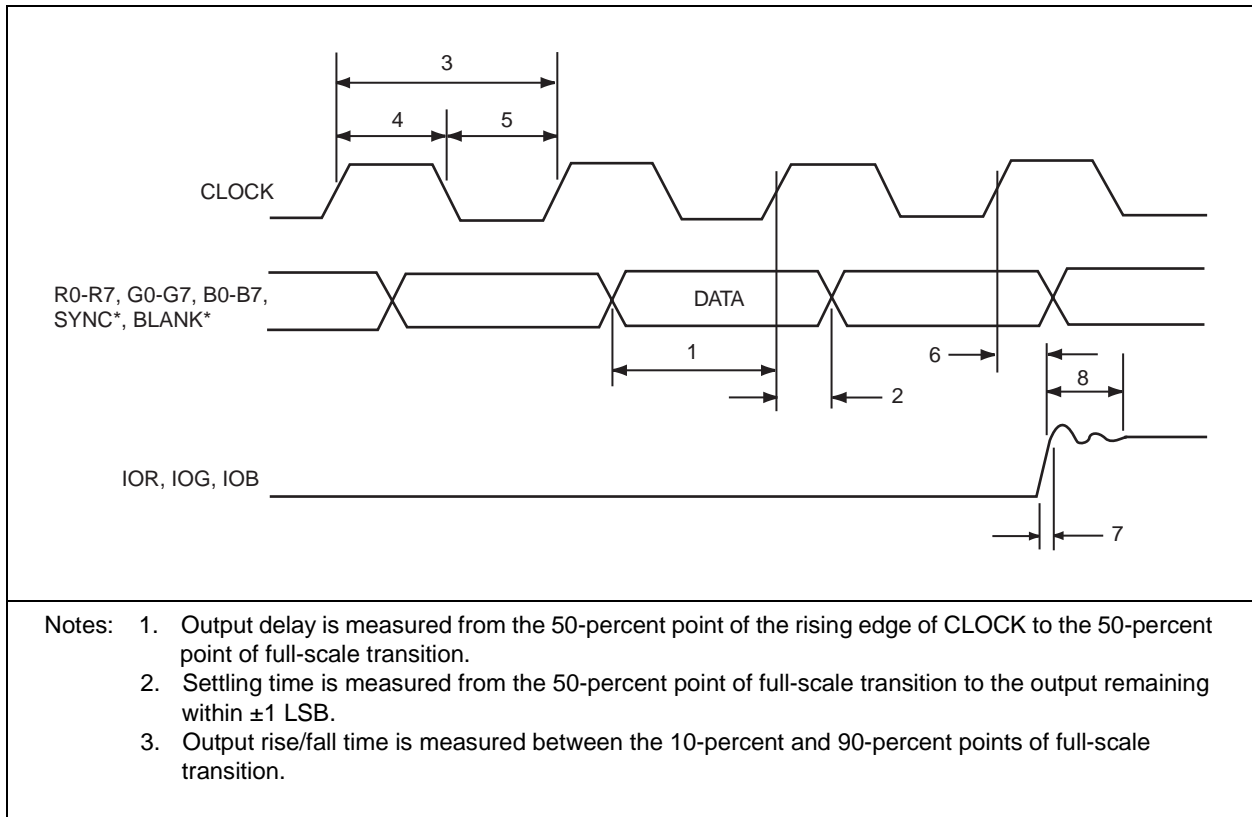 3
4 5
CLOCK
R0-R7, G0-G7, B0-B7,
SYNC*, BLANK*
DATA
1
6
8
2
IOR, IOG, IOB
7
Notes: 1. Output delay is measured from the 50-percent point of the rising edge of CLOCK to the 50-percent
point of full-scale transition.
2. Settling time is measured from the 50-percent point of full-scale transition to the output remaining
within ±1 LSB.
3. Output rise/fall time is measured between the 10-percent and 90-percent points of full-scale
transition.